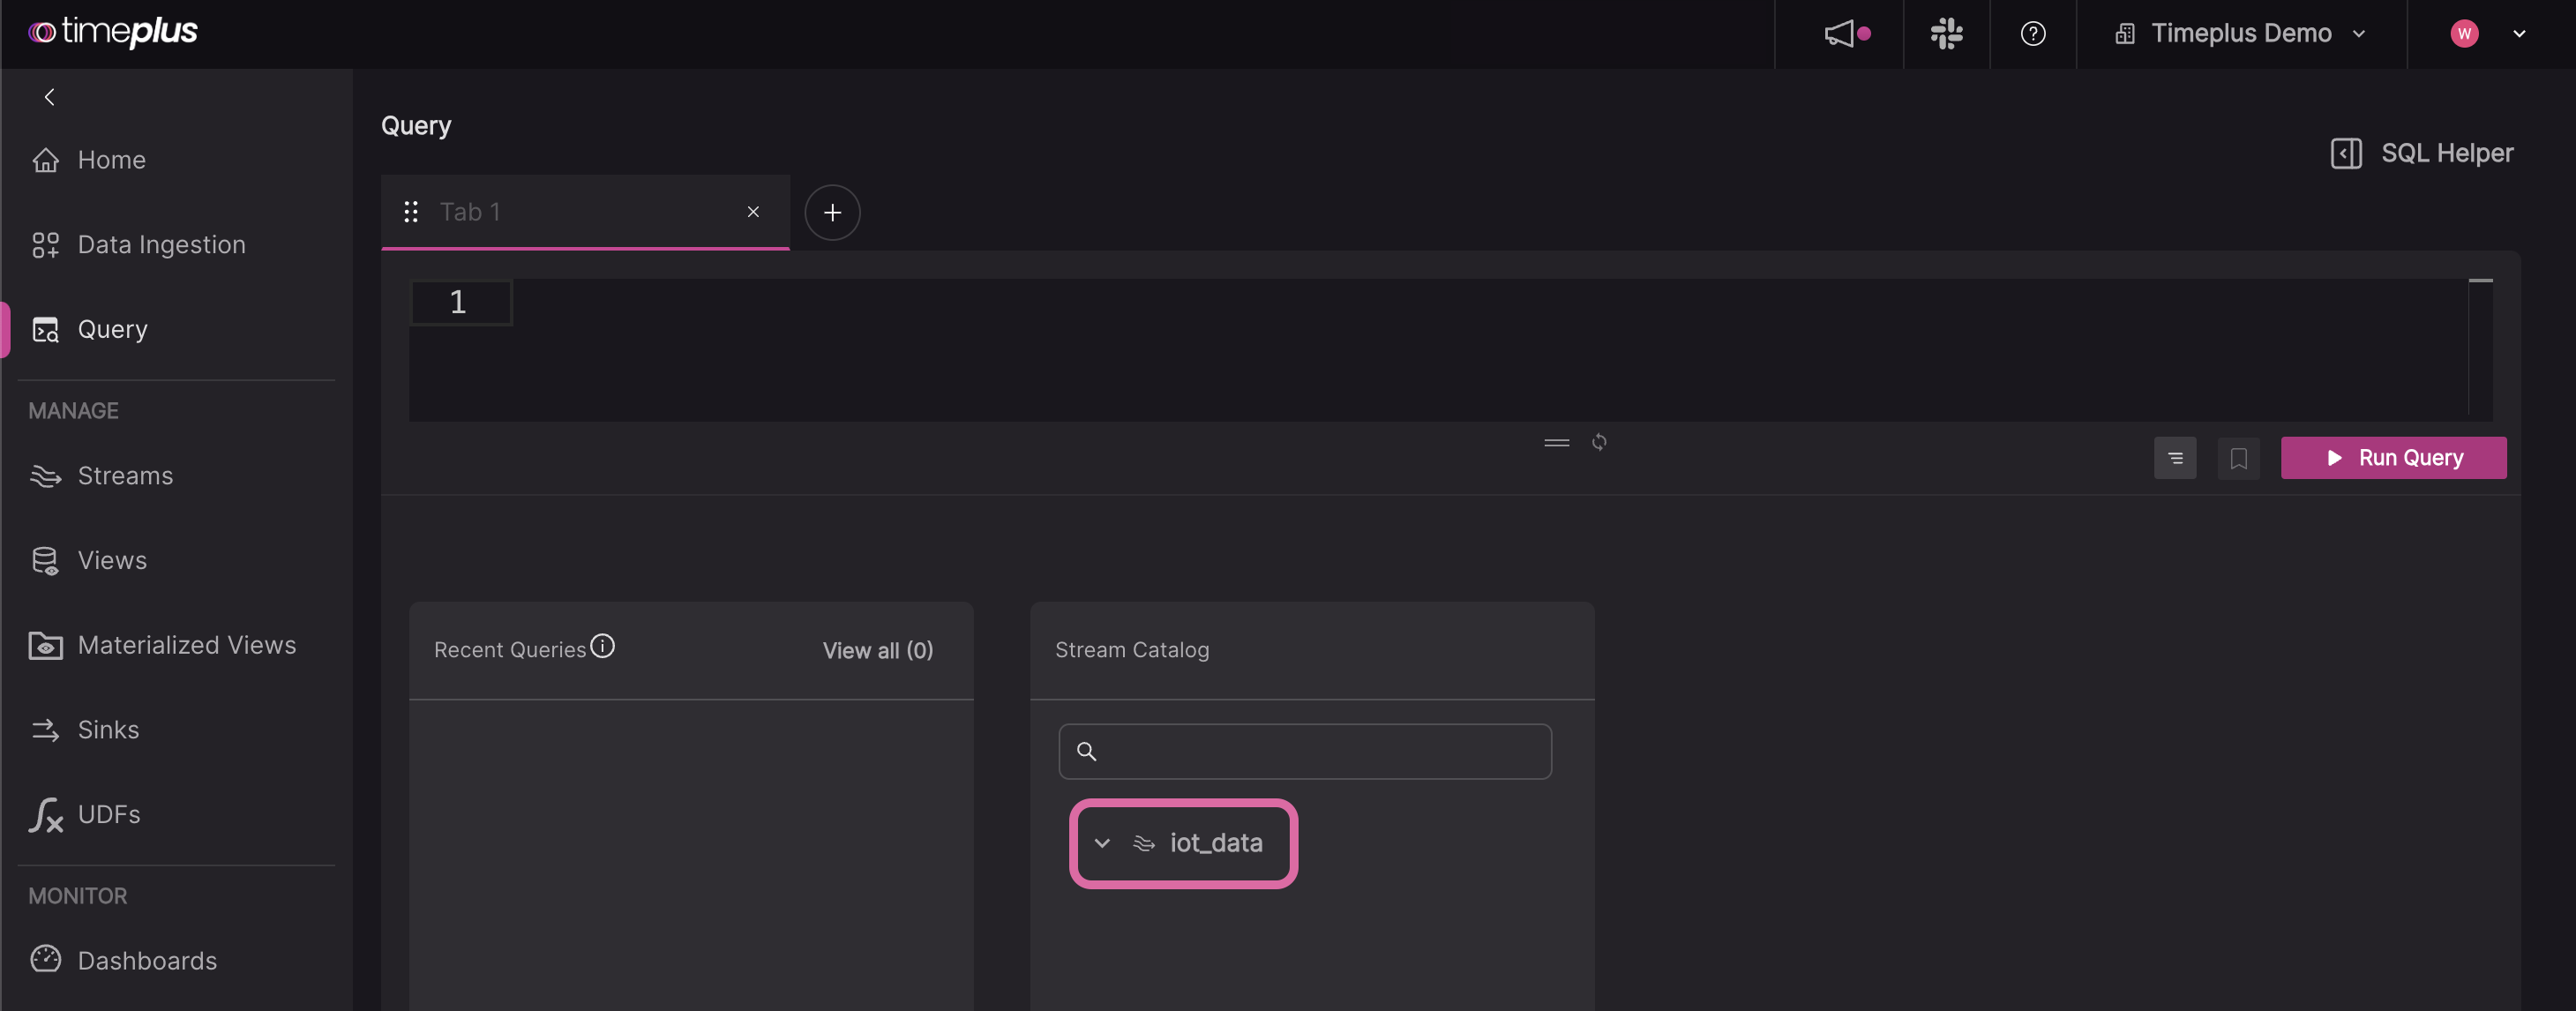 timeplus
Timeplus Demo
W
Home
Data Ingestion
Query
MANAGE
Streams
Views
Materialized Views
Sinks
UDFs
MONITOR
Dashboards
Query
SQL Helper
Tab 1
1
Run Query
Recent Queries
View all (0)
Stream Catalog
iot_data